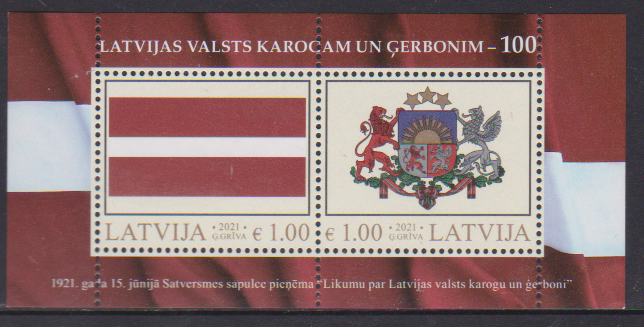 LATVIJAS VALSTS KAROGAM UN ĢERBONIM – 100
LATVIJA · 2021 · Ģ.GRĪVA € 1.00
€ 1.00 · 2021 · Ģ.GRĪVA LATVIJA
1921. gada 15. jūnijā Satversmes sapulce pieņēma “Likumu par Latvijas valsts karogu un ģerboni”